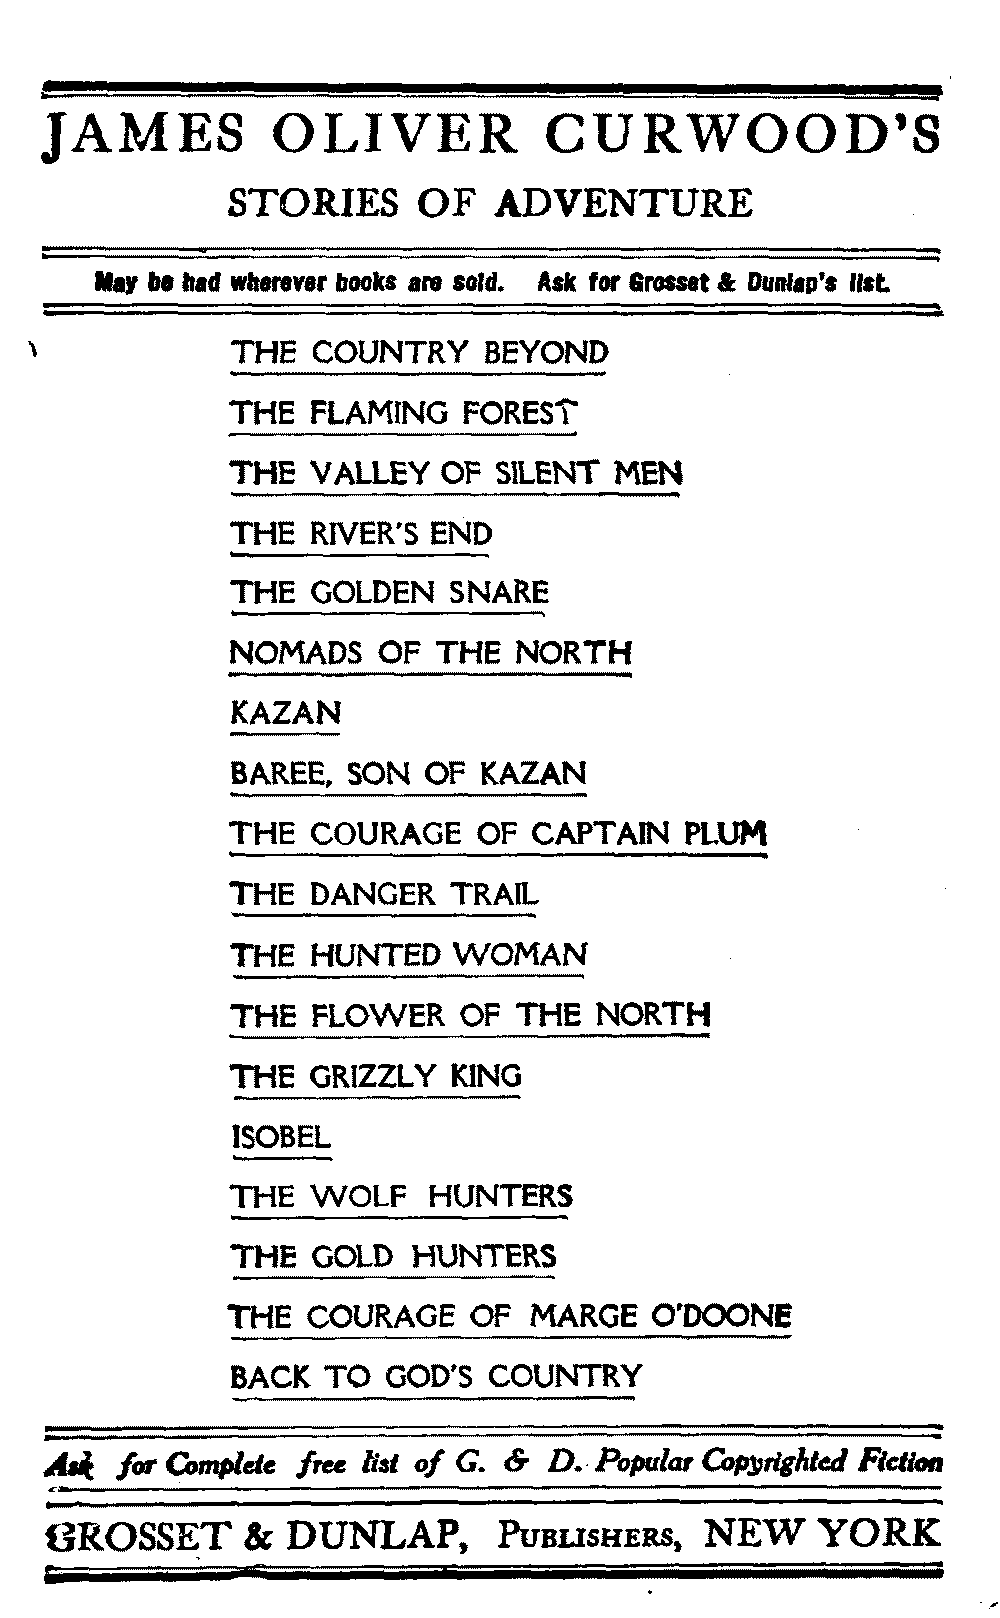 JAMES OLIVER CURWOOD'S
STORIES OF ADVENTURE
May be had wherever books are sold. Ask for Grosset & Dunlap's list.
THE COUNTRY BEYOND
THE FLAMING FOREST
THE VALLEY OF SILENT MEN
THE RIVER'S END
THE GOLDEN SNARE
NOMADS OF THE NORTH
KAZAN
BAREE, SON OF KAZAN
THE COURAGE OF CAPTAIN PLUM
THE DANGER TRAIL
THE HUNTED WOMAN
THE FLOWER OF THE NORTH
THE GRIZZLY KING
ISOBEL
THE WOLF HUNTERS
THE GOLD HUNTERS
THE COURAGE OF MARGE O'DOONE
BACK TO GOD'S COUNTRY
Ask for Complete free list of G. & D. Popular Copyrighted Fiction
GROSSET & DUNLAP, PUBLISHERS, NEW YORK